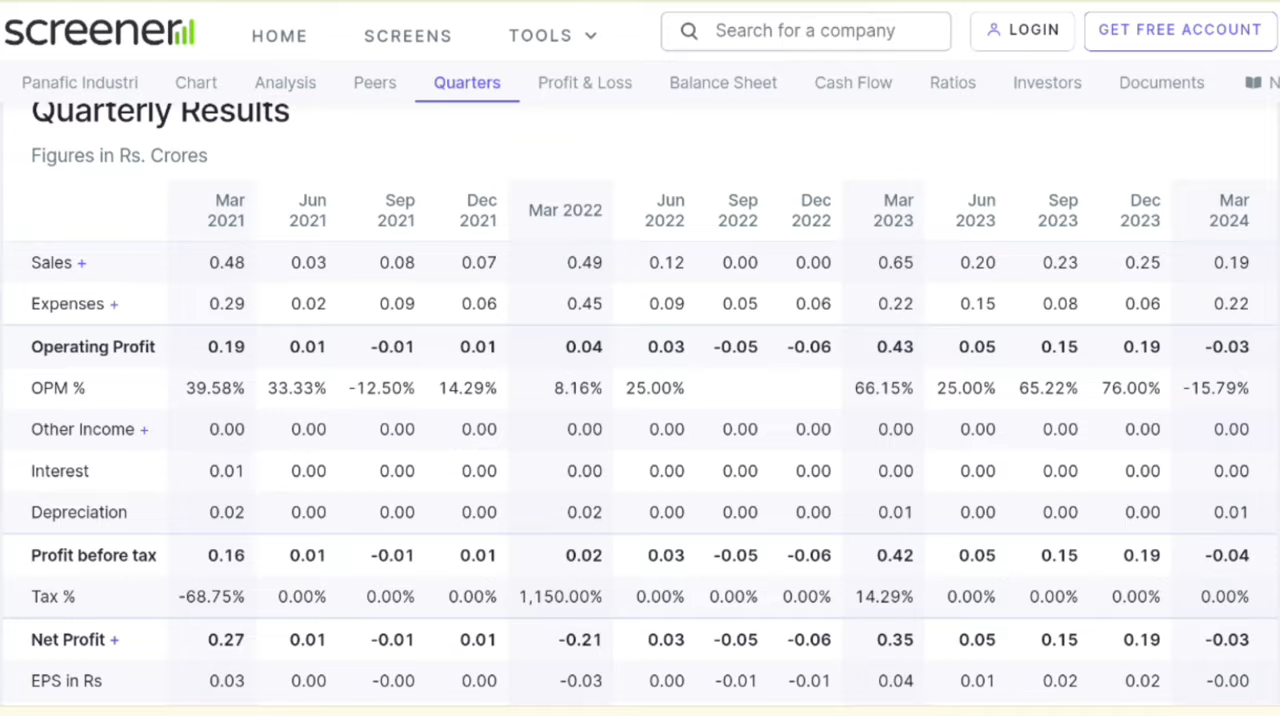 screener HOME SCREENS TOOLS Search for a company LOGIN GET FREE ACCOUNT
Panafic Industri Chart Analysis Peers Quarters Profit & Loss Balance Sheet Cash Flow Ratios Investors Documents N
Quarterly Results
Figures in Rs. Crores
Mar 2021 Jun 2021 Sep 2021 Dec 2021 Mar 2022 Jun 2022 Sep 2022 Dec 2022 Mar 2023 Jun 2023 Sep 2023 Dec 2023 Mar 2024
Sales + 0.48 0.03 0.08 0.07 0.49 0.12 0.00 0.00 0.65 0.20 0.23 0.25 0.19
Expenses + 0.29 0.02 0.09 0.06 0.45 0.09 0.05 0.06 0.22 0.15 0.08 0.06 0.22
Operating Profit 0.19 0.01 -0.01 0.01 0.04 0.03 -0.05 -0.06 0.43 0.05 0.15 0.19 -0.03
OPM % 39.58% 33.33% -12.50% 14.29% 8.16% 25.00% 66.15% 25.00% 65.22% 76.00% -15.79%
Other Income + 0.00 0.00 0.00 0.00 0.00 0.00 0.00 0.00 0.00 0.00 0.00 0.00 0.00
Interest 0.01 0.00 0.00 0.00 0.00 0.00 0.00 0.00 0.00 0.00 0.00 0.00 0.00
Depreciation 0.02 0.00 0.00 0.00 0.02 0.00 0.00 0.00 0.01 0.00 0.00 0.00 0.01
Profit before tax 0.16 0.01 -0.01 0.01 0.02 0.03 -0.05 -0.06 0.42 0.05 0.15 0.19 -0.04
Tax % -68.75% 0.00% 0.00% 0.00% 1,150.00% 0.00% 0.00% 0.00% 14.29% 0.00% 0.00% 0.00% 0.00%
Net Profit + 0.27 0.01 -0.01 0.01 -0.21 0.03 -0.05 -0.06 0.35 0.05 0.15 0.19 -0.03
EPS in Rs 0.03 0.00 -0.00 0.00 -0.03 0.00 -0.01 -0.01 0.04 0.01 0.02 0.02 -0.00